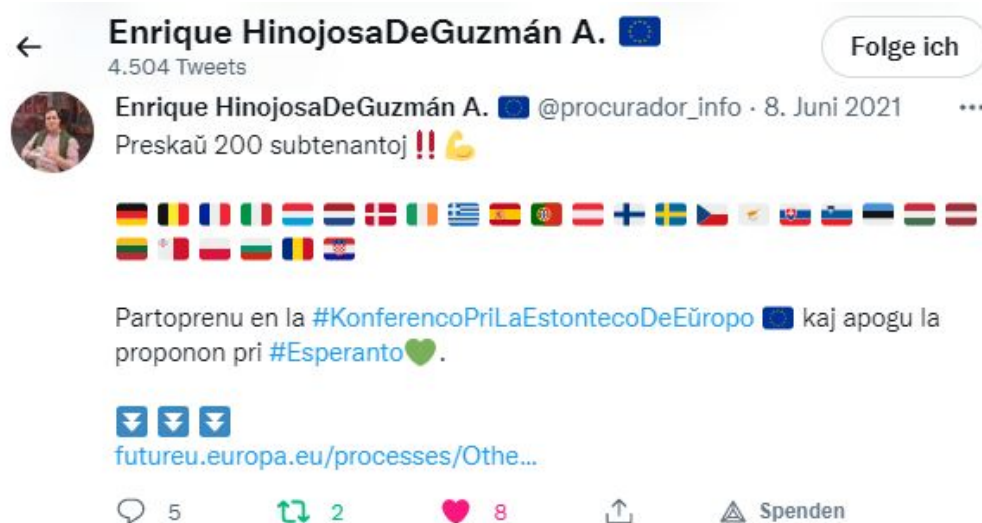 Enrique HinojosaDeGuzmán A. 🇪🇺
4.504 Tweets
Folge ich
Enrique HinojosaDeGuzmán A. 🇪🇺 @procurador_info · 8. Juni 2021
Preskaŭ 200 subtenantoj ‼️💪
🇩🇪🇧🇪🇫🇷🇮🇹🇱🇺🇳🇱🇩🇰🇮🇪🇬🇷🇪🇸🇵🇹🇦🇹🇫🇮🇸🇪🇨🇿🇨🇾🇸🇰🇸🇮🇪🇪🇭🇺🇱🇻
🇱🇹🇲🇹🇵🇱🇧🇬🇷🇴🇭🇷
Partoprenu en la #KonferencoPriLaEstontecoDeEŭropo 🇪🇺 kaj apogu la
proponon pri #Esperanto💚.
⏬⏬⏬
futureu.europa.eu/processes/Othe...
5 2 8 Spenden